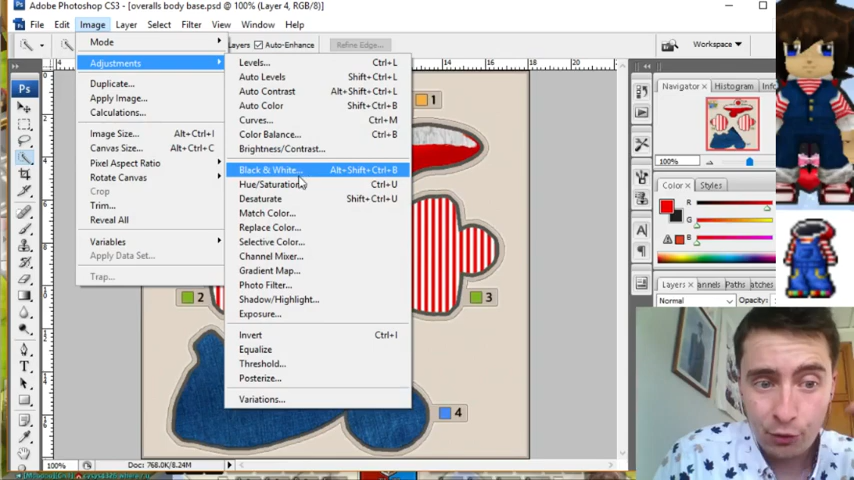 Adobe Photoshop CS3 - [overalls body base.psd @ 100% (Layer 4, RGB/8)]
File Edit Image Layer Select Filter View Window Help
Layers Auto-Enhance Refine Edge... Workspace
Mode
Adjustments
Duplicate...
Apply Image...
Calculations...
Image Size... Alt+Ctrl+I
Canvas Size... Alt+Ctrl+C
Pixel Aspect Ratio
Rotate Canvas
Crop
Trim...
Reveal All
Variables
Apply Data Set...
Trap...
Levels... Ctrl+L
Auto Levels Shift+Ctrl+L
Auto Contrast Alt+Shift+Ctrl+L
Auto Color Shift+Ctrl+B
Curves... Ctrl+M
Color Balance... Ctrl+B
Brightness/Contrast...
Black & White... Alt+Shift+Ctrl+B
Hue/Saturation Ctrl+U
Desaturate Shift+Ctrl+U
Match Color...
Replace Color...
Selective Color...
Channel Mixer...
Gradient Map...
Photo Filter...
Shadow/Highlight...
Exposure...
Invert Ctrl+I
Equalize
Threshold...
Posterize...
Variations...
Ps
18 20
1
2
3
4
Navigator Histogram Info
100%
Color Styles
R
G
B
Layers Paths
Normal Opacity:
100% Doc: 768.0K/8.24M